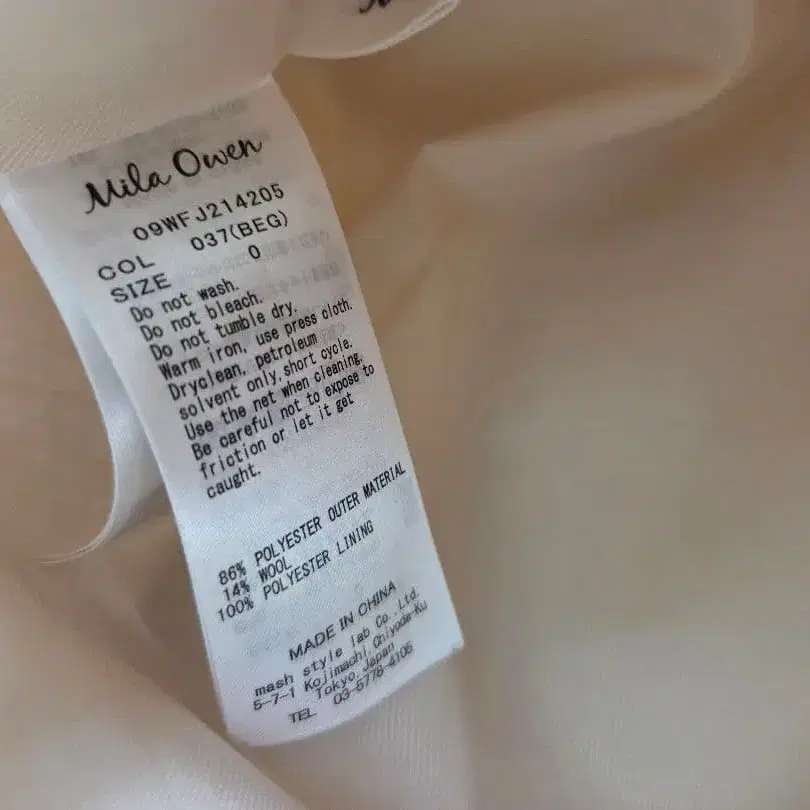 Mila Owen
09WFJ214205
COL 037(BEG)
SIZE 0
Do not wash.
Do not bleach.
Do not tumble dry.
Warm iron, use press cloth.
Dryclean, petroleum
solvent only,short cycle.
Use the net when cleaning.
Be careful not to expose to
friction or let it get
caught.
86% POLYESTER OUTER MATERIAL
14% WOOL
100% POLYESTER LINING
MADE IN CHINA
mash style lab Co.,Ltd.
5-7-1 Kojimachi,Chiyoda-Ku
Tokyo,Japan
TEL 03-5778-4105